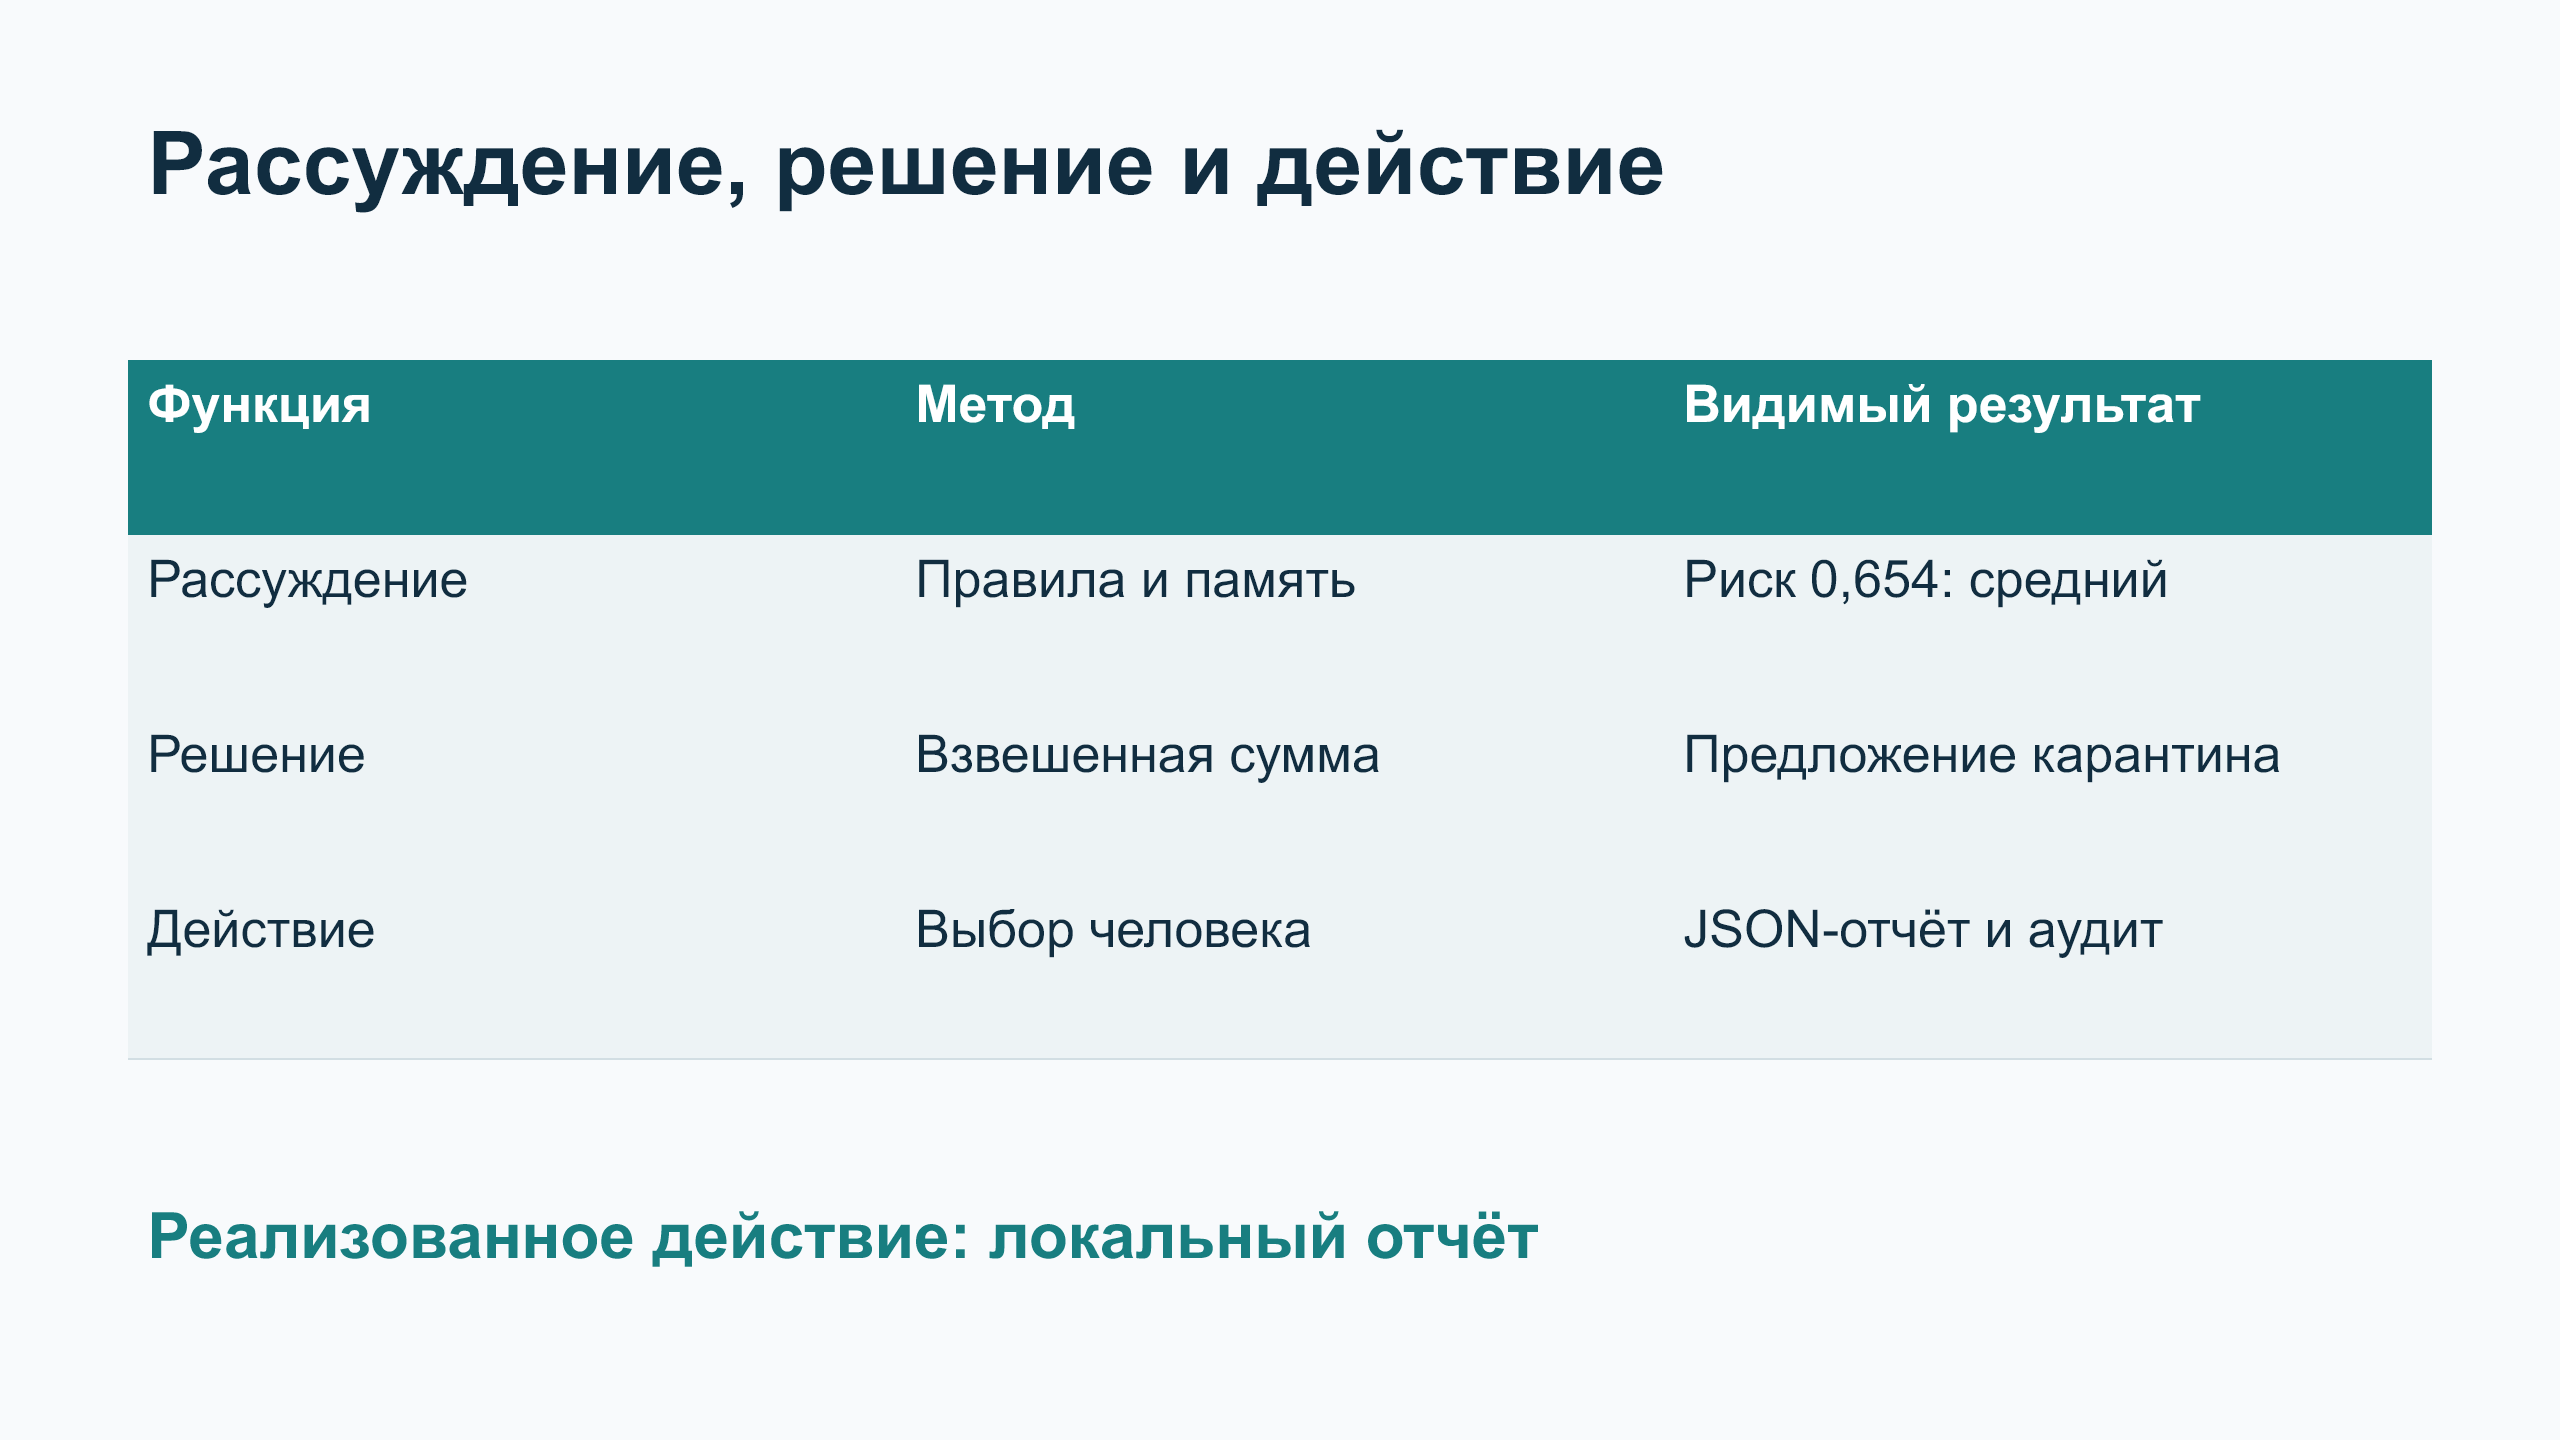 Рассуждение, решение и действие
Функция Метод Видимый результат
Рассуждение Правила и память Риск 0,654: средний
Решение Взвешенная сумма Предложение карантина
Действие Выбор человека JSON-отчёт и аудит
Реализованное действие: локальный отчёт